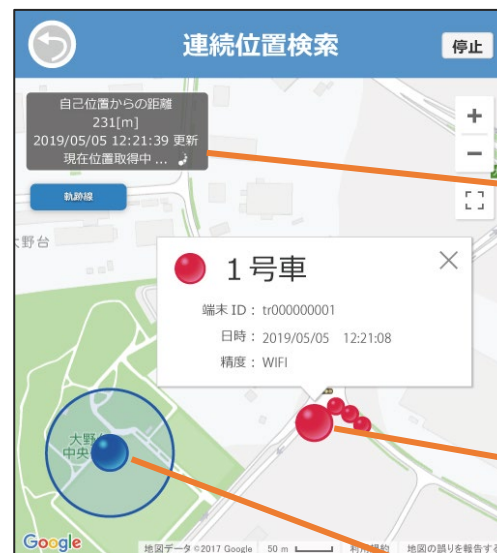 連続位置検索
停止
自己位置からの距離
231[m]
2019/05/05 12:21:39 更新
現在位置取得中 ...
軌跡線
+
−
大野台
1号車
×
端末 ID： tr000000001
日時： 2019/05/05 12:21:08
精度： WIFI
大野
中央
Google
地図データ ©2017 Google 50 m 利用規約 地図の誤りを報告する